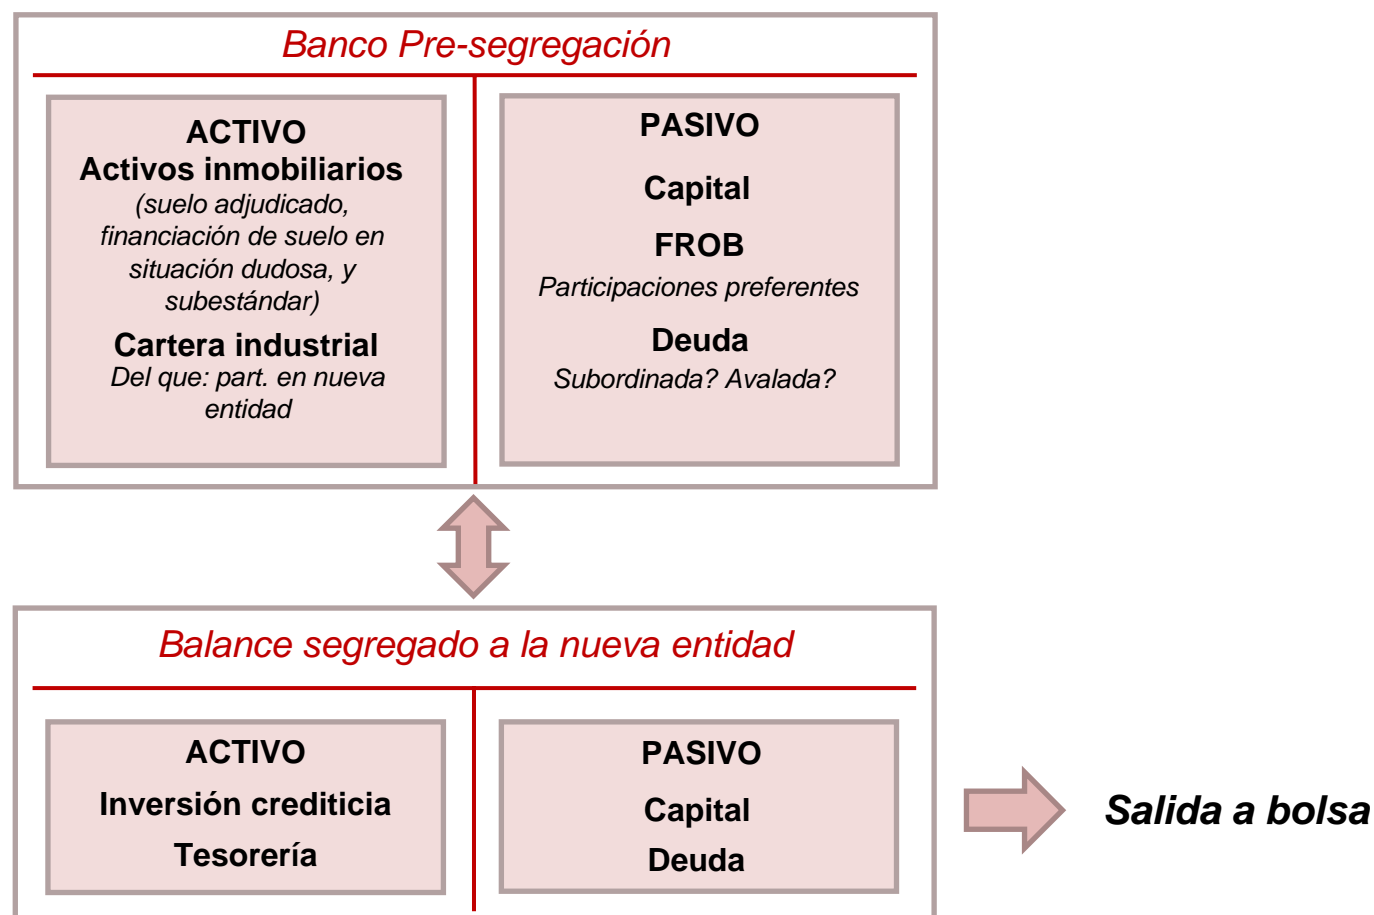 Banco Pre-segregación
ACTIVO
Activos inmobiliarios
(suelo adjudicado,
financiación de suelo en
situación dudosa, y
subestándar)
Cartera industrial
Del que: part. en nueva
entidad
PASIVO
Capital
FROB
Participaciones preferentes
Deuda
Subordinada? Avalada?
Balance segregado a la nueva entidad
ACTIVO
Inversión crediticia
Tesorería
PASIVO
Capital
Deuda
Salida a bolsa